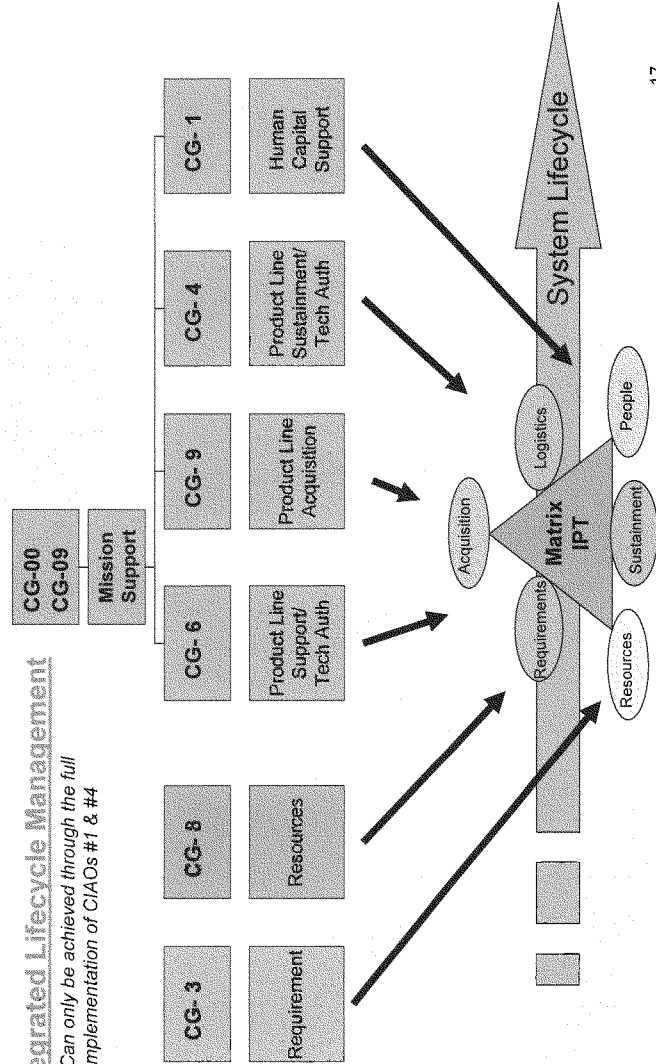 egrated Lifecycle Management
Can only be achieved through the full
mplementation of CIAOs #1 & #4
CG-00
CG-09
Mission
Support
CG- 3
CG- 8
CG- 6
CG- 9
CG- 4
CG- 1
Requirement
Resources
Product Line
Support/
Tech Auth
Product Line
Acquisition
Product Line
Sustainment/
Tech Auth
Human
Capital
Support
Acquisition
Requirements
Logistics
Matrix
IPT
Resources
Sustainment
People
System Lifecycle
17